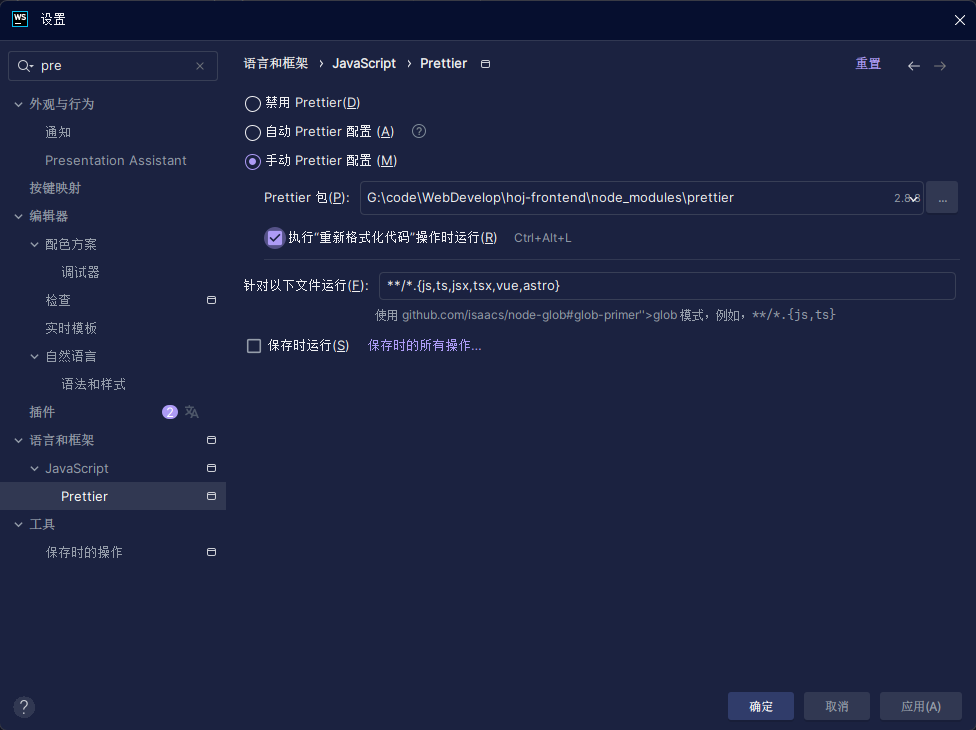 WS 设置
pre
语言和框架 › JavaScript › Prettier
重置
外观与行为
通知
Presentation Assistant
按键映射
编辑器
配色方案
调试器
检查
实时模板
自然语言
语法和样式
插件 2
语言和框架
JavaScript
Prettier
工具
保存时的操作
禁用 Prettier(D)
自动 Prettier 配置 (A) ?
手动 Prettier 配置 (M)
Prettier 包(P): G:\code\WebDevelop\hoj-frontend\node_modules\prettier 2.8.8 ...
执行“重新格式化代码”操作时运行(R) Ctrl+Alt+L
针对以下文件运行(F): **/*.{js,ts,jsx,tsx,vue,astro}
使用 github.com/isaacs/node-glob#glob-primer">glob 模式，例如，**/*.{js,ts}
保存时运行(S) 保存时的所有操作...
? 确定 取消 应用(A)